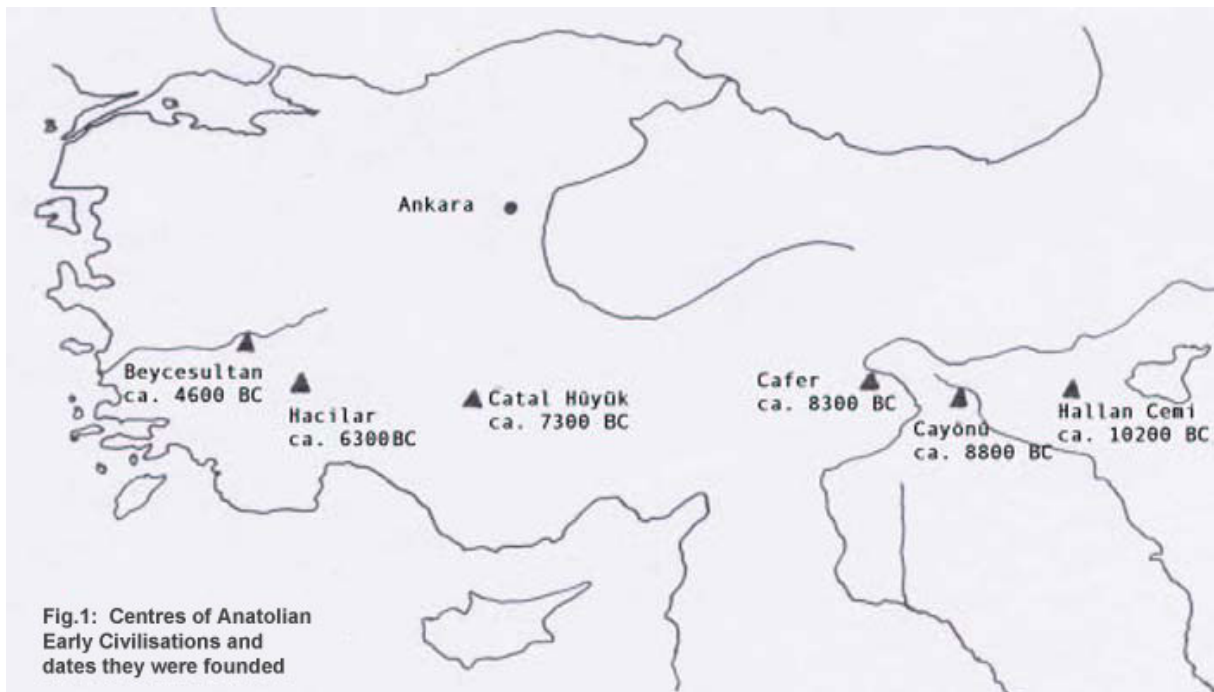 Ankara
Beycesultan
ca. 4600 BC
Hacilar
ca. 6300BC
Catal Hüyük
ca. 7300 BC
Cafer
ca. 8300 BC
Cayönü
ca. 8800 BC
Hallan Cemi
ca. 10200 BC
Fig.1: Centres of Anatolian
Early Civilisations and
dates they were founded